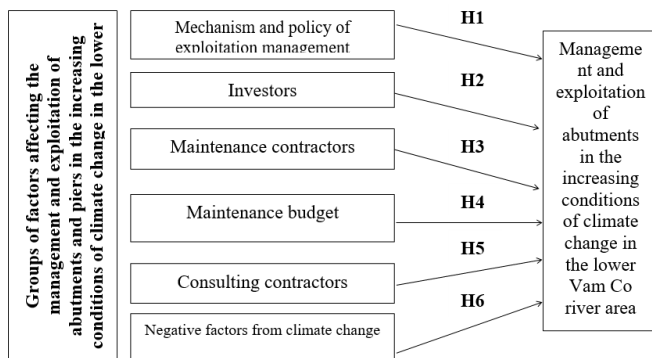 Groups of factors affecting the
management and exploitation of
abutments and piers in the increasing
conditions of climate change in the lower
Mechanism and policy of
exploitation management
Investors
Maintenance contractors
Maintenance budget
Consulting contractors
Negative factors from climate change
H1
H2
H3
H4
H5
H6
Manageme
nt and
exploitation
of
abutments
in the
increasing
conditions
of climate
change in
the lower
Vam Co
river area